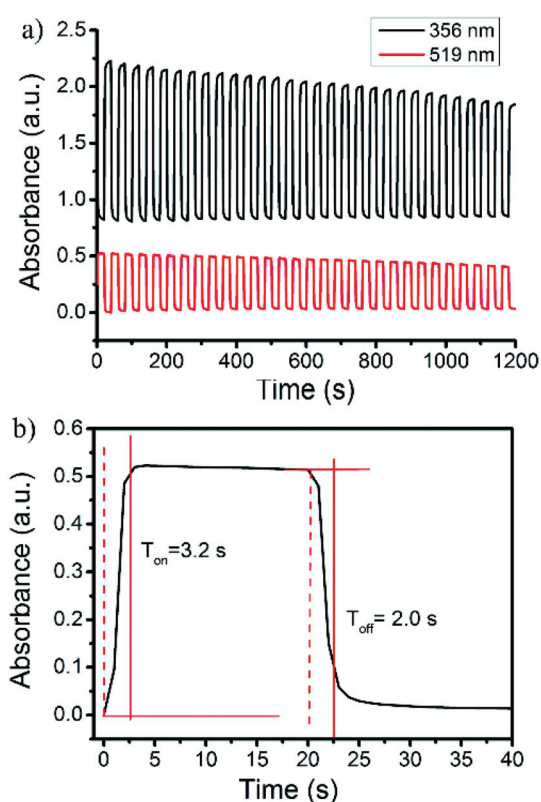 a)
356 nm
519 nm
2.5
2.0
1.5
1.0
0.5
0.0
Absorbance (a.u.)
0 200 400 600 800 1000 1200
Time (s)
b)
0.6
0.5
0.4
0.3
0.2
0.1
0.0
Absorbance (a.u.)
Ton=3.2 s
Toff= 2.0 s
0 5 10 15 20 25 30 35 40
Time (s)